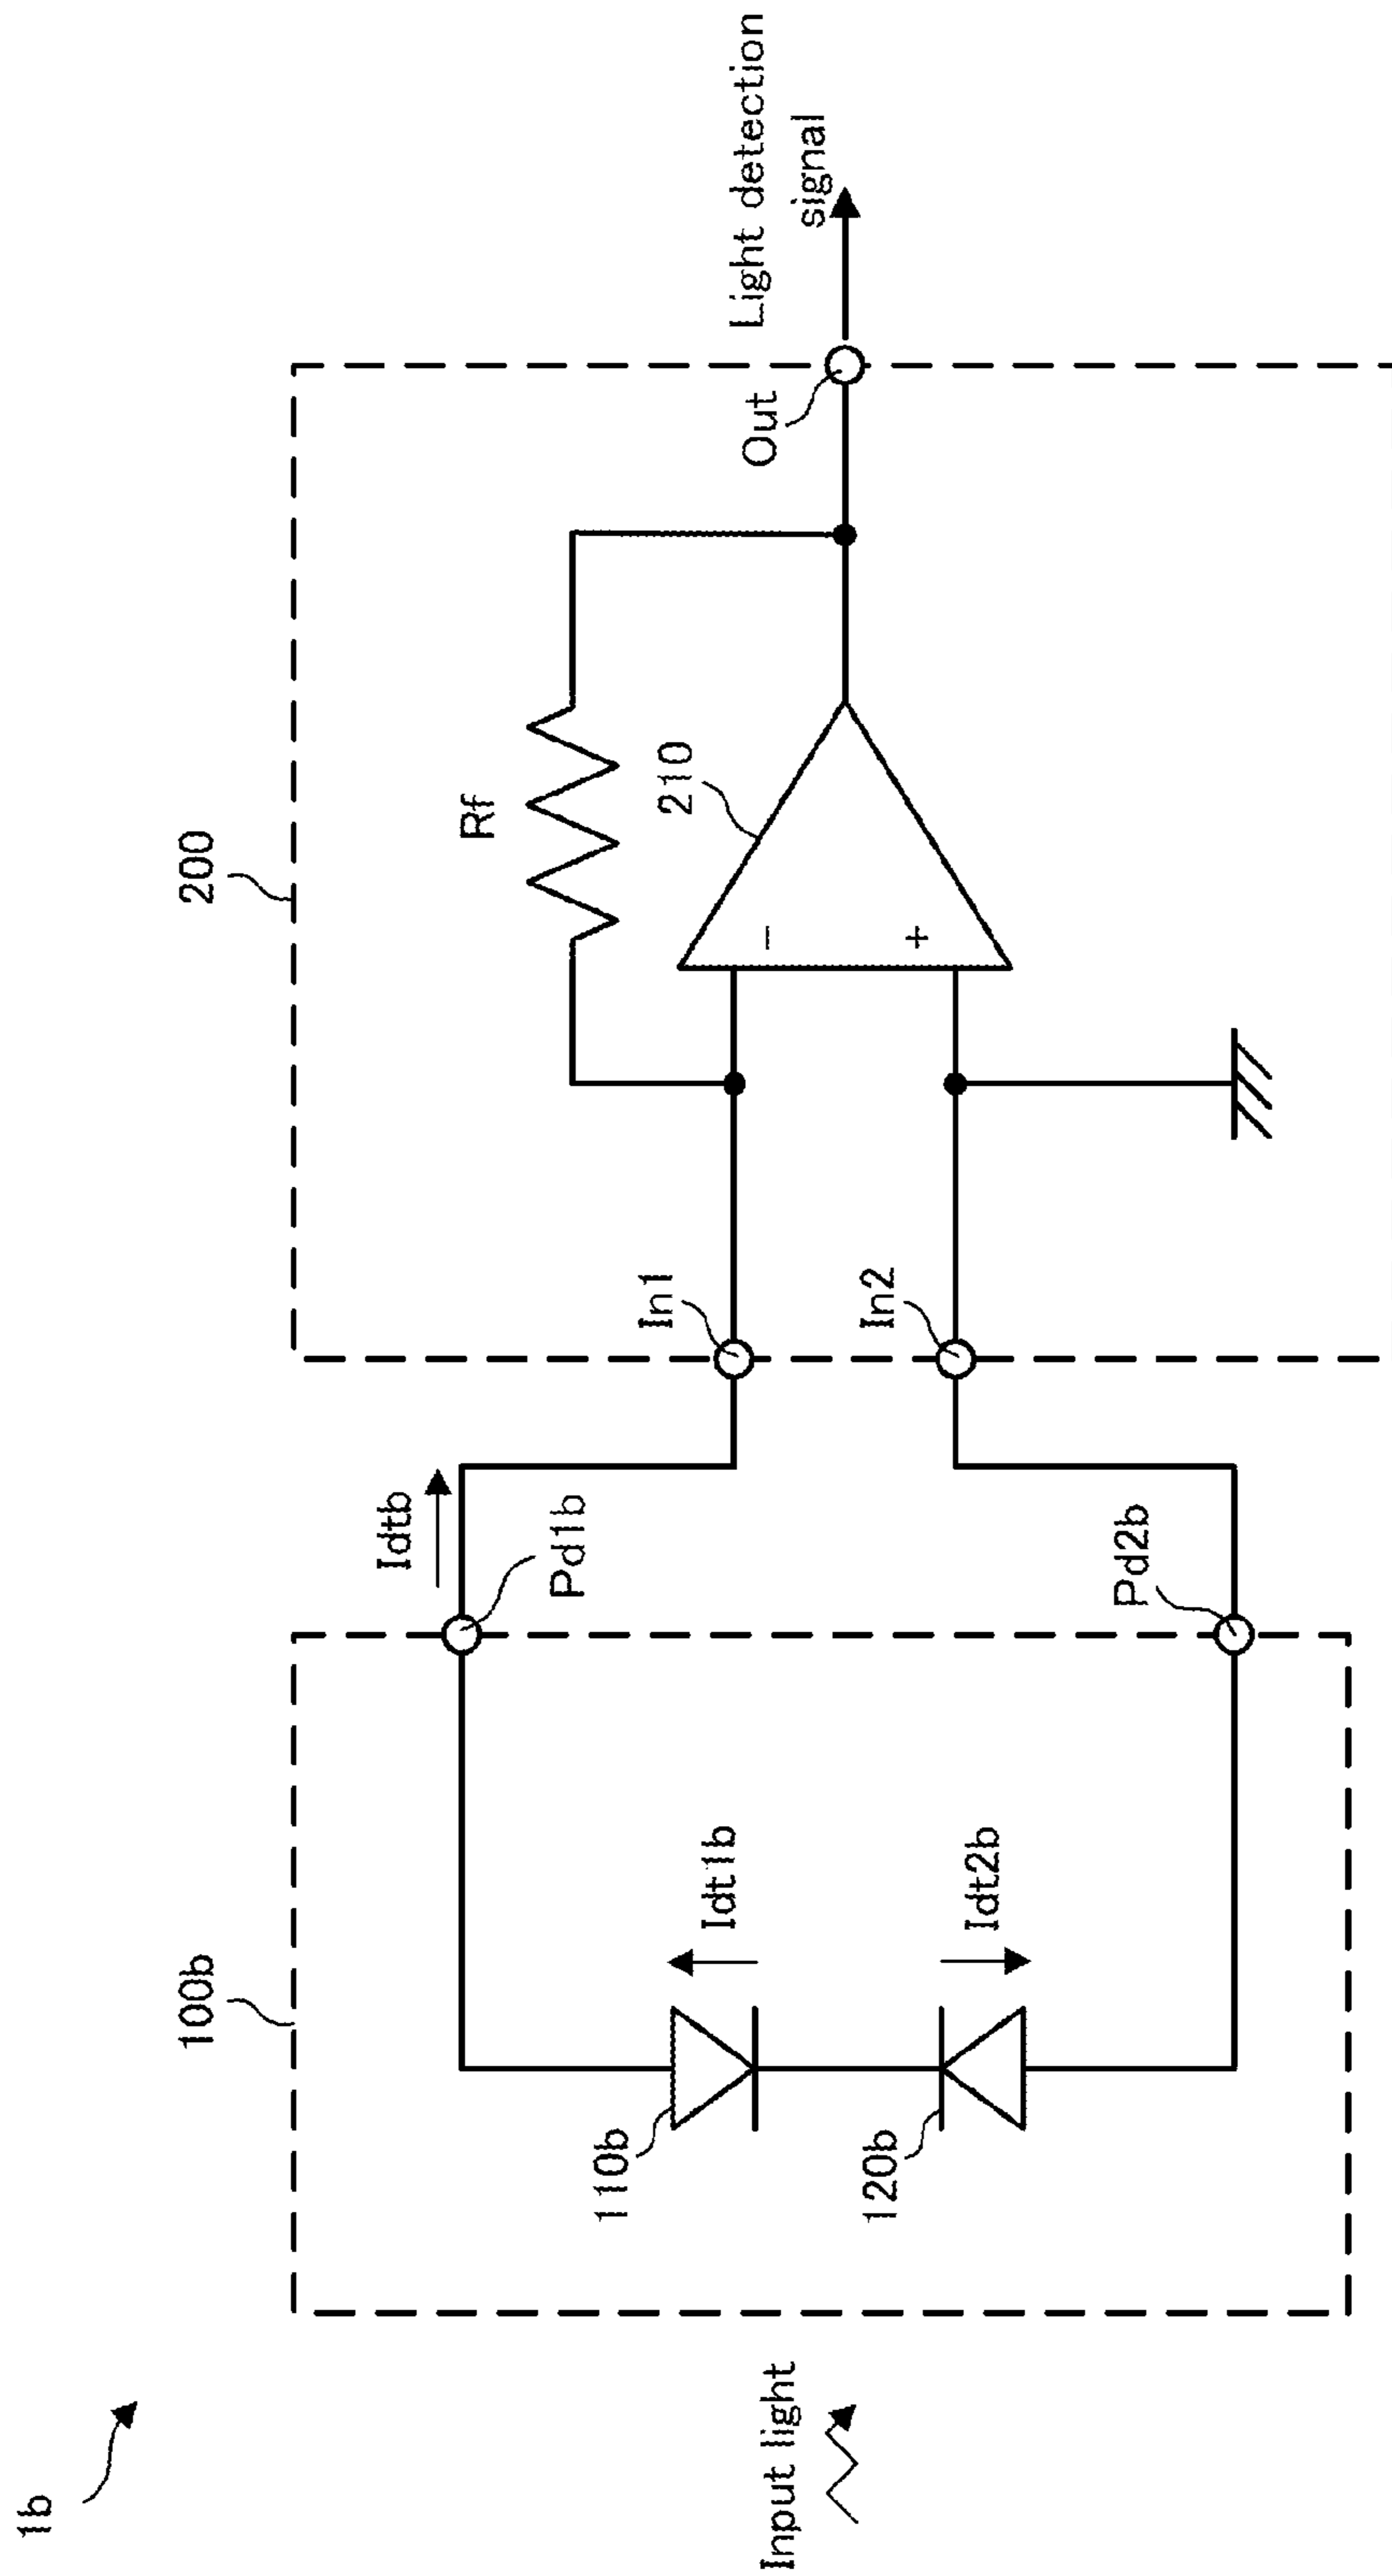 1b
100b
200
Idtb
Pd1b
Rf
Light detection
signal
Out
210
In1
−
110b
Idt1b
Input light
120b
Idt2b
In2
+
Pd2b